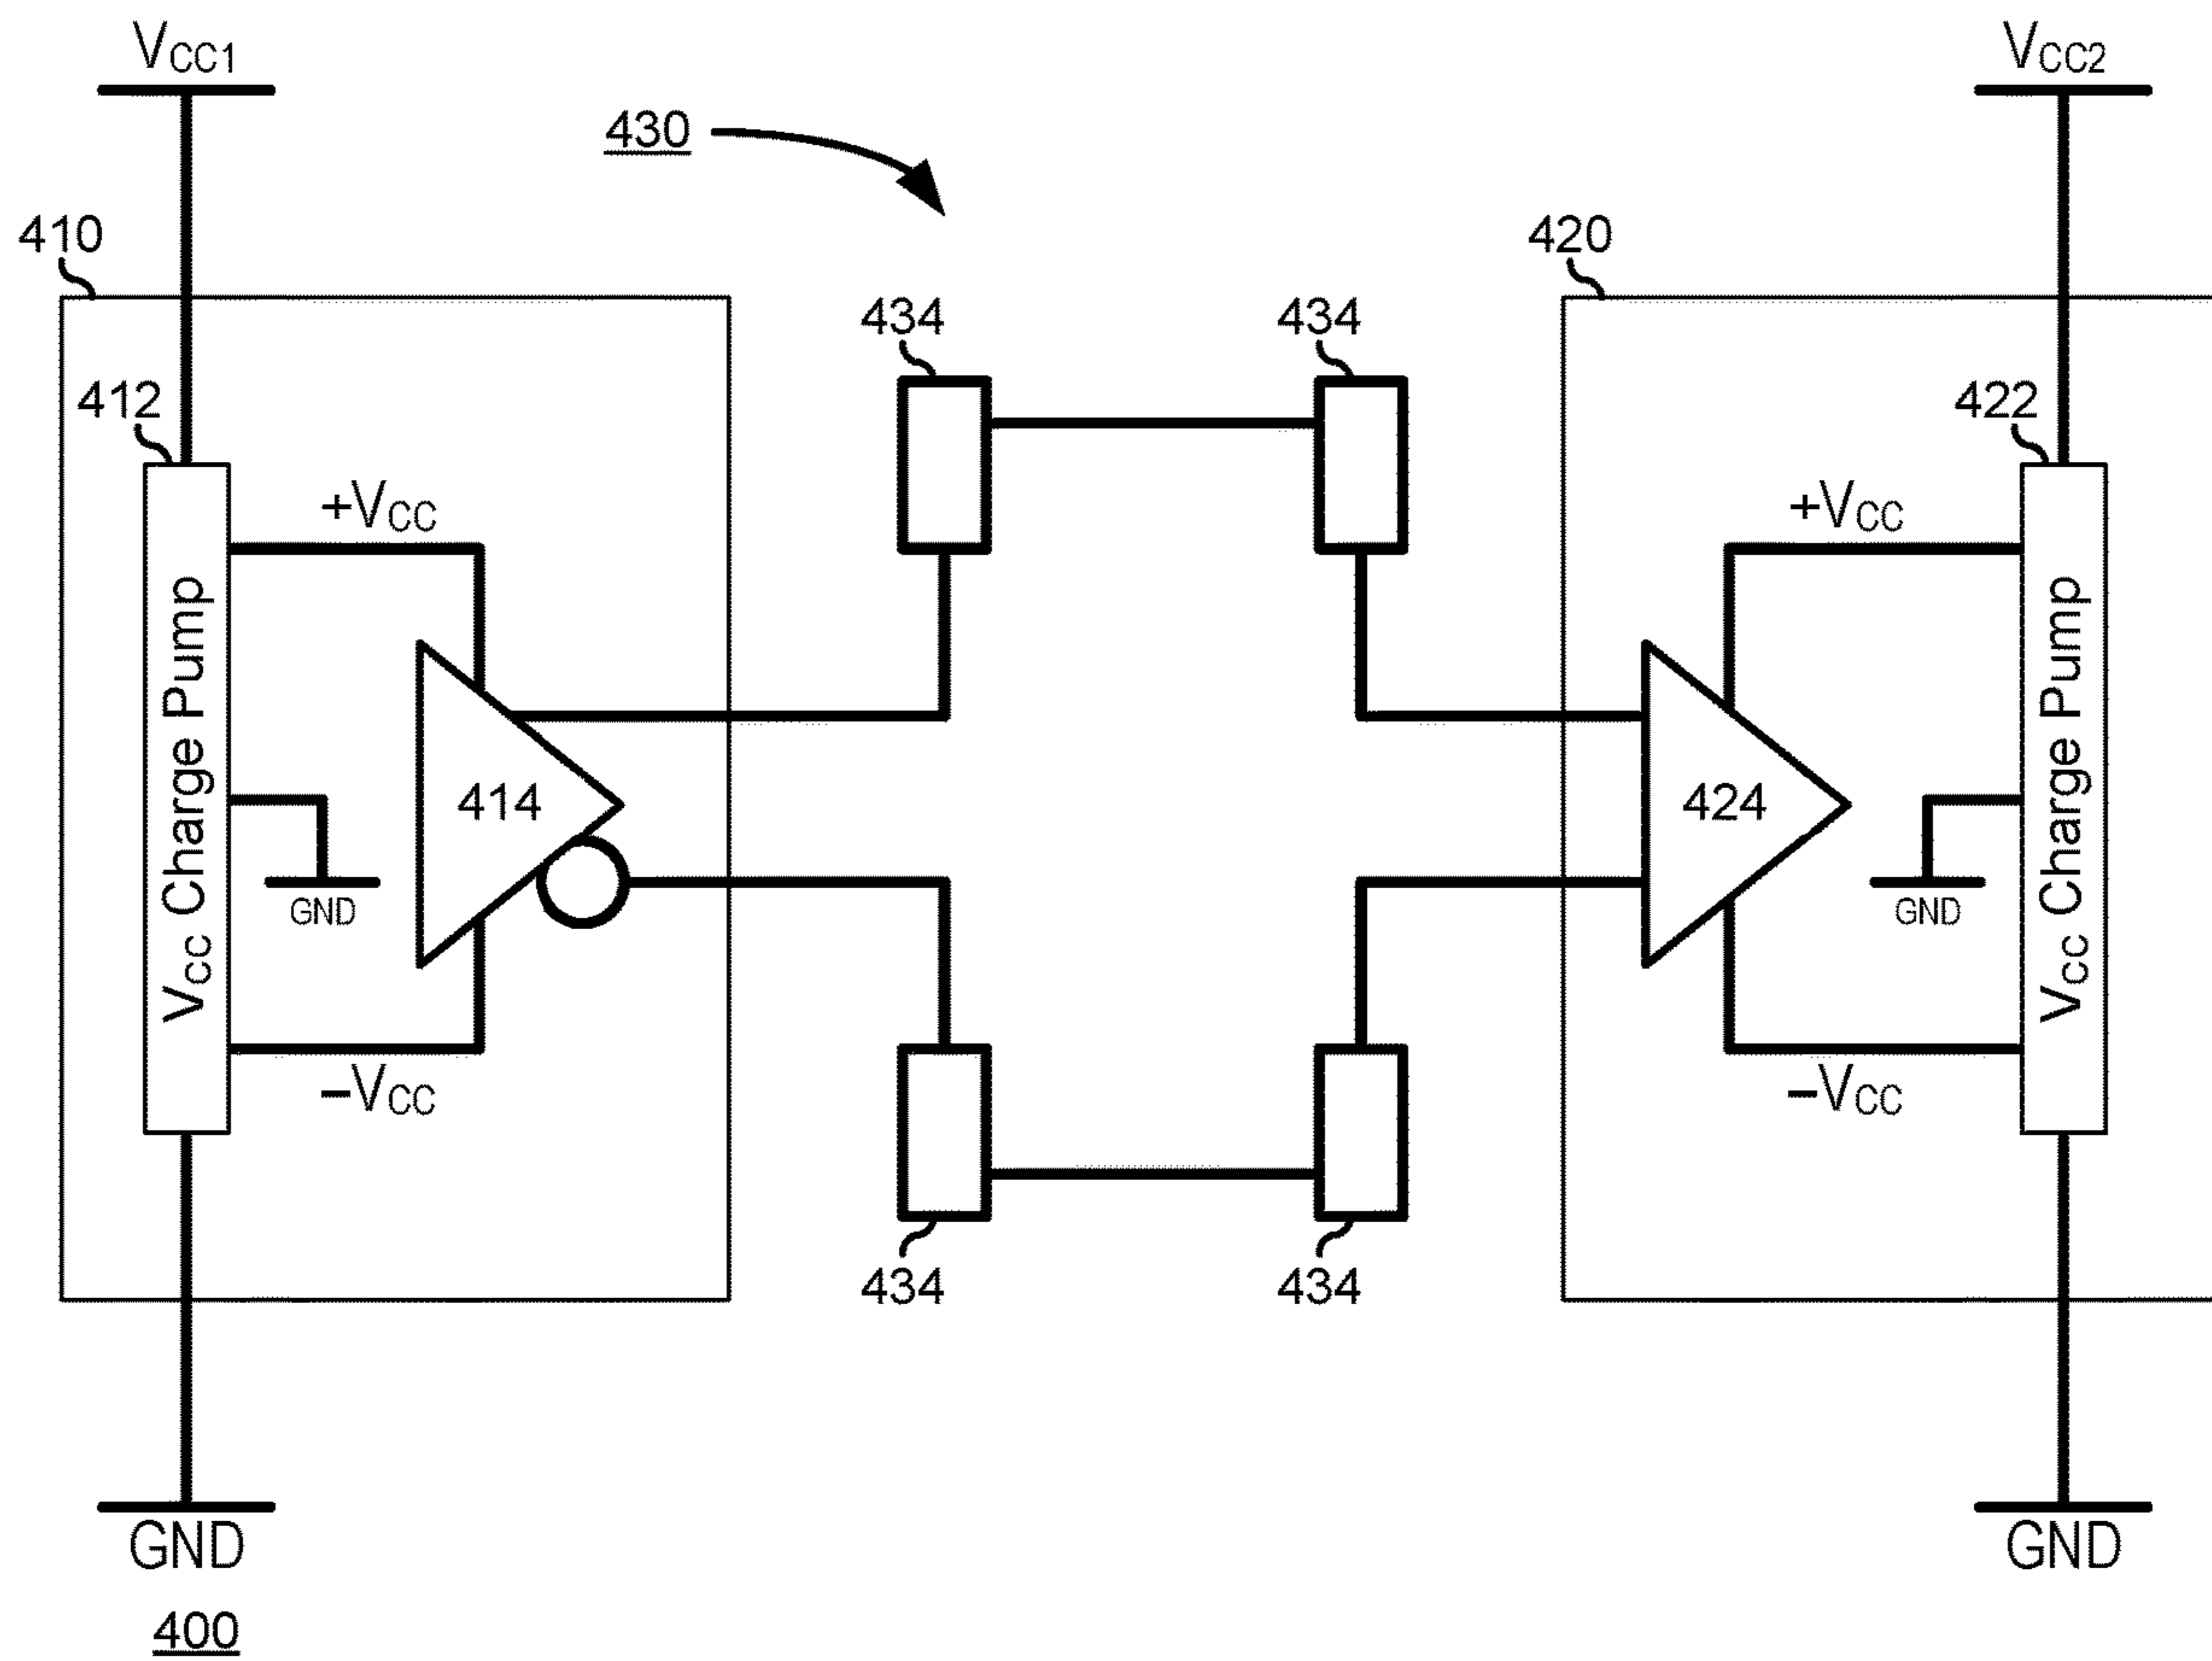 VCC1
VCC2
430
410
420
434
434
412
422
+VCC
+VCC
VCC Charge Pump
414
424
VCC Charge Pump
GND
GND
–VCC
–VCC
434
434
GND
GND
400